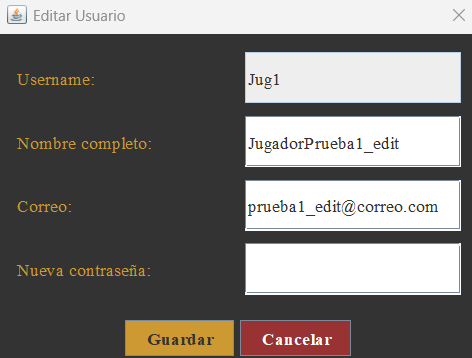 Editar Usuario
Username: Jug1
Nombre completo: JugadorPrueba1_edit
Correo: prueba1_edit@correo.com
Nueva contraseña:
Guardar Cancelar